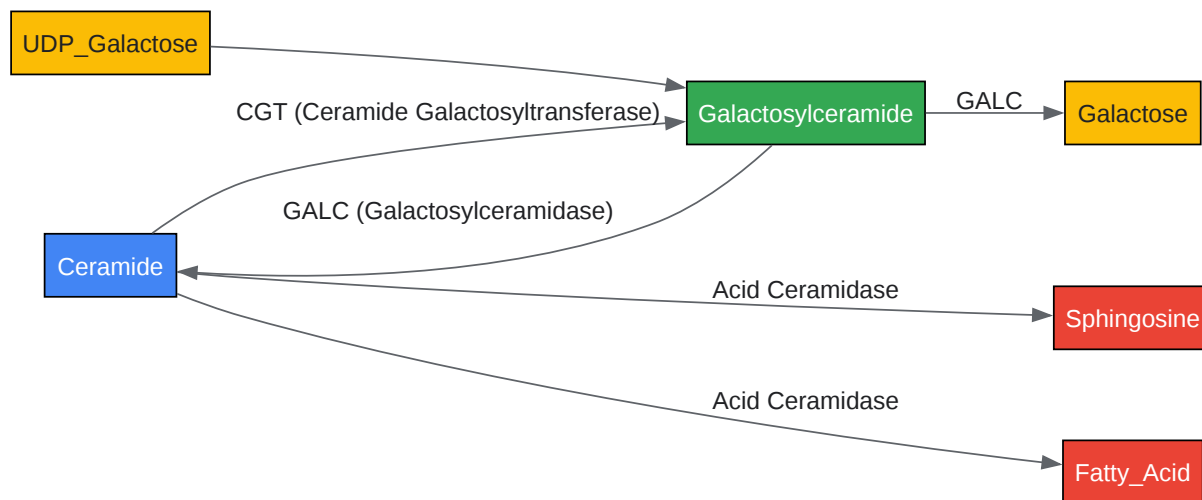 UDP_Galactose
CGT (Ceramide Galactosyltransferase)
Galactosylceramide
GALC
Galactose
GALC (Galactosylceramidase)
Ceramide
Acid Ceramidase
Sphingosine
Acid Ceramidase
Fatty_Acid